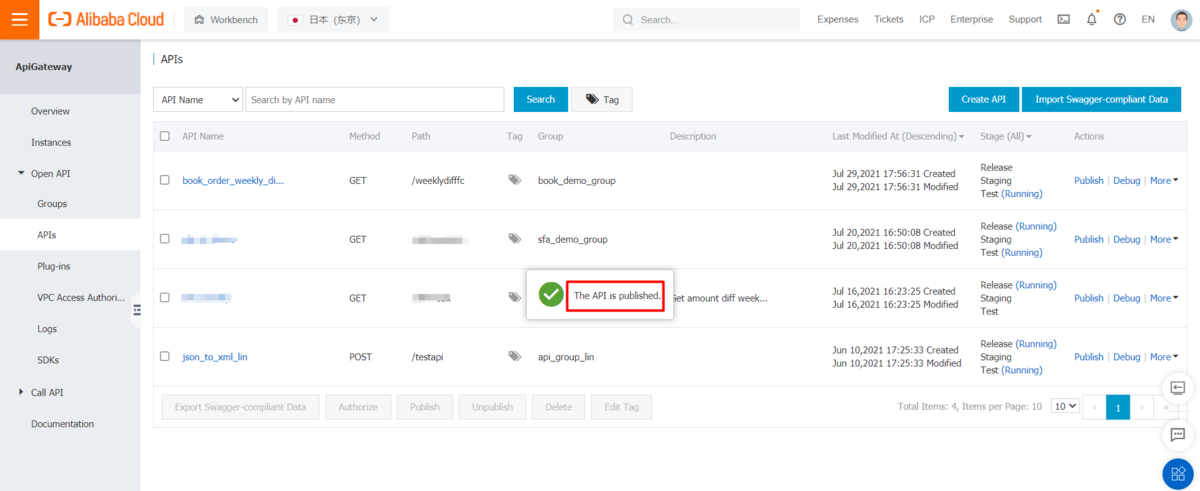 Alibaba Cloud
Workbench
日本（东京）
Search...
Expenses
Tickets
ICP
Enterprise
Support
EN
ApiGateway
Overview
Instances
Open API
Groups
APIs
Plug-ins
VPC Access Authori...
Logs
SDKs
Call API
Documentation
APIs
API Name
Search by API name
Search
Tag
Create API
Import Swagger-compliant Data
API Name
Method
Path
Tag
Group
Description
Last Modified At (Descending)
Stage (All)
Actions
book_order_weekly_di...
GET
/weeklydifffc
book_demo_group
Jul 29,2021 17:56:31 Created
Jul 29,2021 17:56:31 Modified
Release
Staging
Test (Running)
Publish | Debug | More
GET
sfa_demo_group
Jul 20,2021 16:50:08 Created
Jul 20,2021 16:50:08 Modified
Release (Running)
Staging
Test (Running)
Publish | Debug | More
GET
The API is published.
Get amount diff week...
Jul 16,2021 16:23:25 Created
Jul 16,2021 16:23:25 Modified
Release (Running)
Staging
Test
Publish | Debug | More
json_to_xml_lin
POST
/testapi
api_group_lin
Jun 10,2021 17:25:33 Created
Jun 10,2021 17:25:33 Modified
Release (Running)
Staging
Test (Running)
Publish | Debug | More
Export Swagger-compliant Data
Authorize
Publish
Unpublish
Delete
Edit Tag
Total Items: 4, Items per Page: 10
10
‹
1
›
»